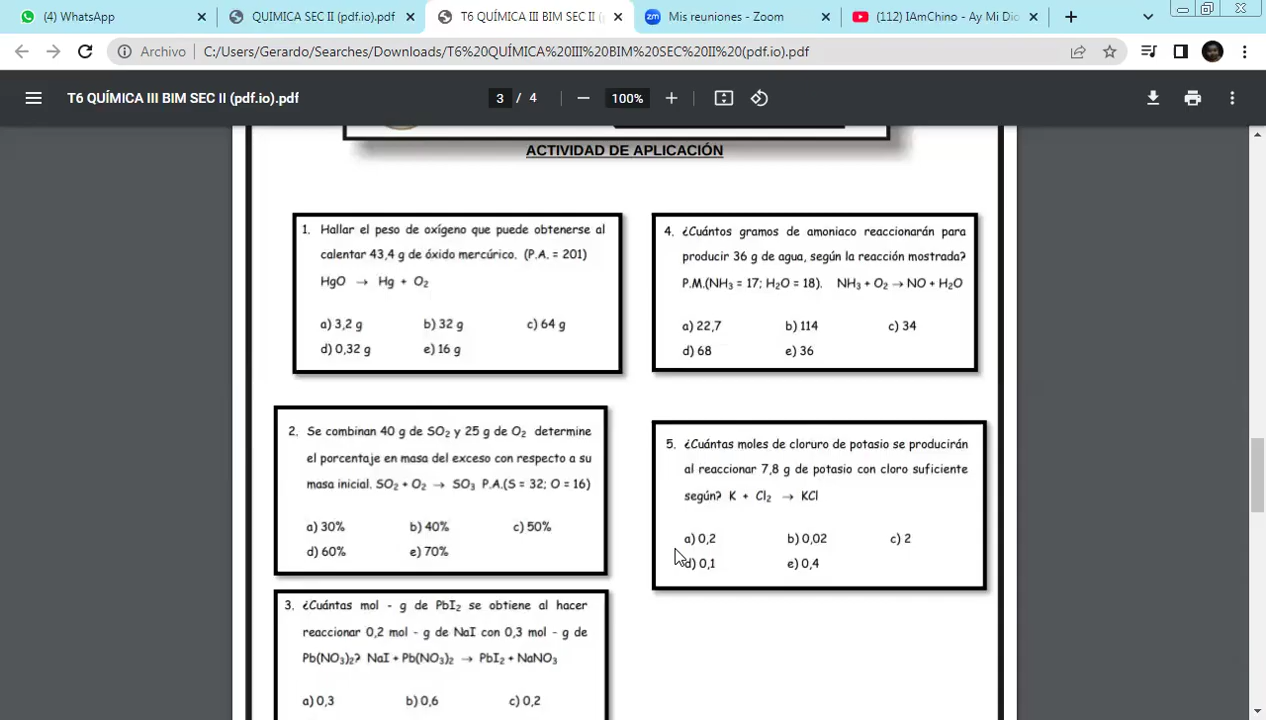 (4) WhatsApp
QUIMICA SEC II (pdf.io).pdf
T6 QUÍMICA III BIM SEC II (
Mis reuniones - Zoom
(112) IAmChino - Ay Mi Dio
Archivo
C:/Users/Gerardo/Searches/Downloads/T6%20QUÍMICA%20III%20BIM%20SEC%20II%20(pdf.io).pdf
T6 QUÍMICA III BIM SEC II (pdf.io).pdf
3 / 4
100%
ACTIVIDAD DE APLICACIÓN
1. Hallar el peso de oxígeno que puede obtenerse al
calentar 43,4 g de óxido mercúrico. (P.A. = 201)
HgO → Hg + O₂
a) 3,2 g b) 32 g c) 64 g
d) 0,32 g e) 16 g
2. Se combinan 40 g de SO₂ y 25 g de O₂ determine
el porcentaje en masa del exceso con respecto a su
masa inicial. SO₂ + O₂ → SO₃ P.A.(S = 32; O = 16)
a) 30% b) 40% c) 50%
d) 60% e) 70%
3. ¿Cuántas mol - g de PbI₂ se obtiene al hacer
reaccionar 0,2 mol - g de NaI con 0,3 mol - g de
Pb(NO₃)₂? NaI + Pb(NO₃)₂ → PbI₂ + NaNO₃
a) 0,3 b) 0,6 c) 0,2
4. ¿Cuántos gramos de amoniaco reaccionarán para
producir 36 g de agua, según la reacción mostrada?
P.M.(NH₃ = 17; H₂O = 18). NH₃ + O₂ → NO + H₂O
a) 22,7 b) 114 c) 34
d) 68 e) 36
5. ¿Cuántas moles de cloruro de potasio se producirán
al reaccionar 7,8 g de potasio con cloro suficiente
según? K + Cl₂ → KCl
a) 0,2 b) 0,02 c) 2
d) 0,1 e) 0,4